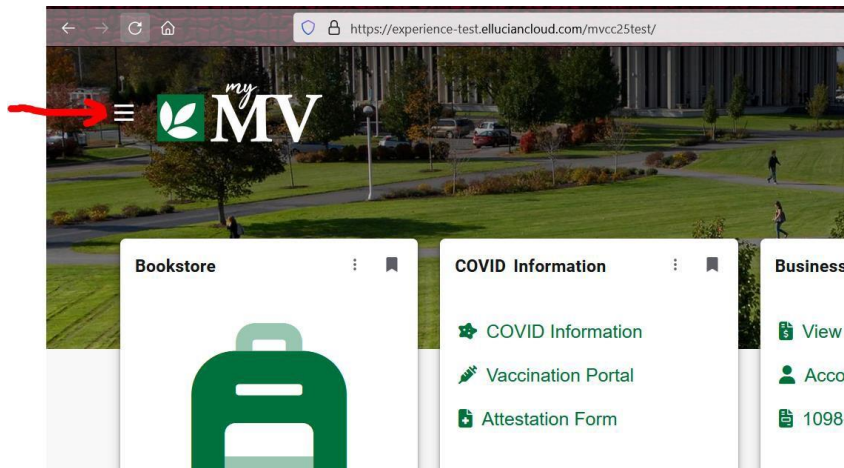 https://experience-test.elluciancloud.com/mvcc25test/
my
MV
Bookstore
COVID Information
COVID Information
Vaccination Portal
Attestation Form
Business
View
Acco
1098